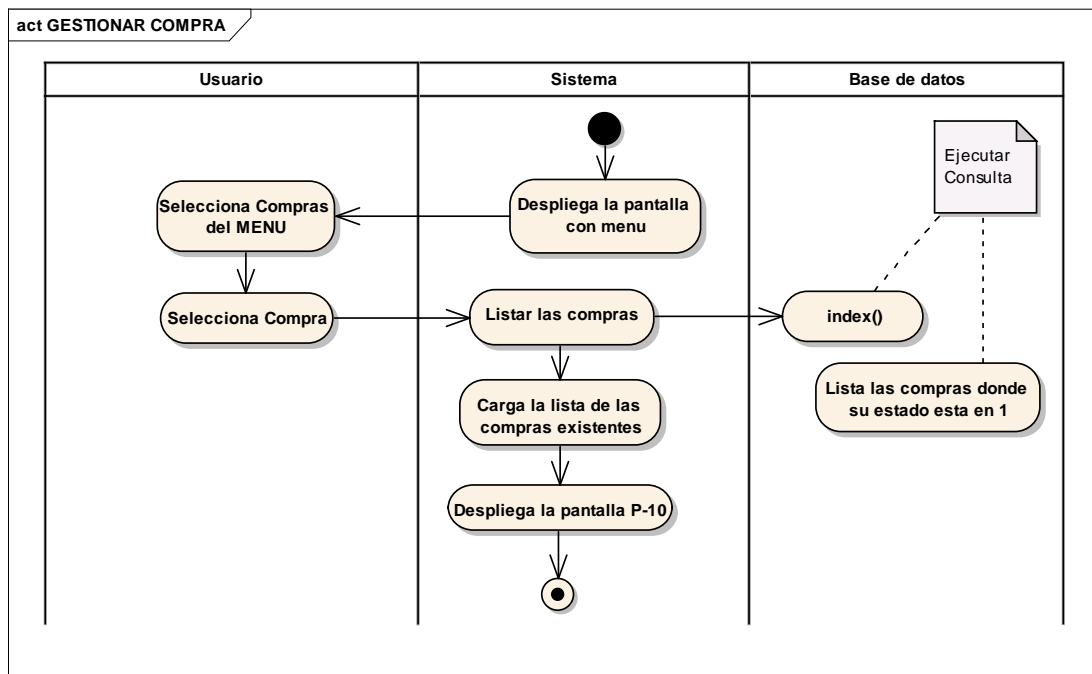 act GESTIONAR COMPRA
Usuario
Sistema
Base de datos
Ejecutar
Consulta
Despliega la pantalla
con menu
Selecciona Compras
del MENU
Selecciona Compra
Listar las compras
index()
Lista las compras donde
su estado esta en 1
Carga la lista de las
compras existentes
Despliega la pantalla P-10